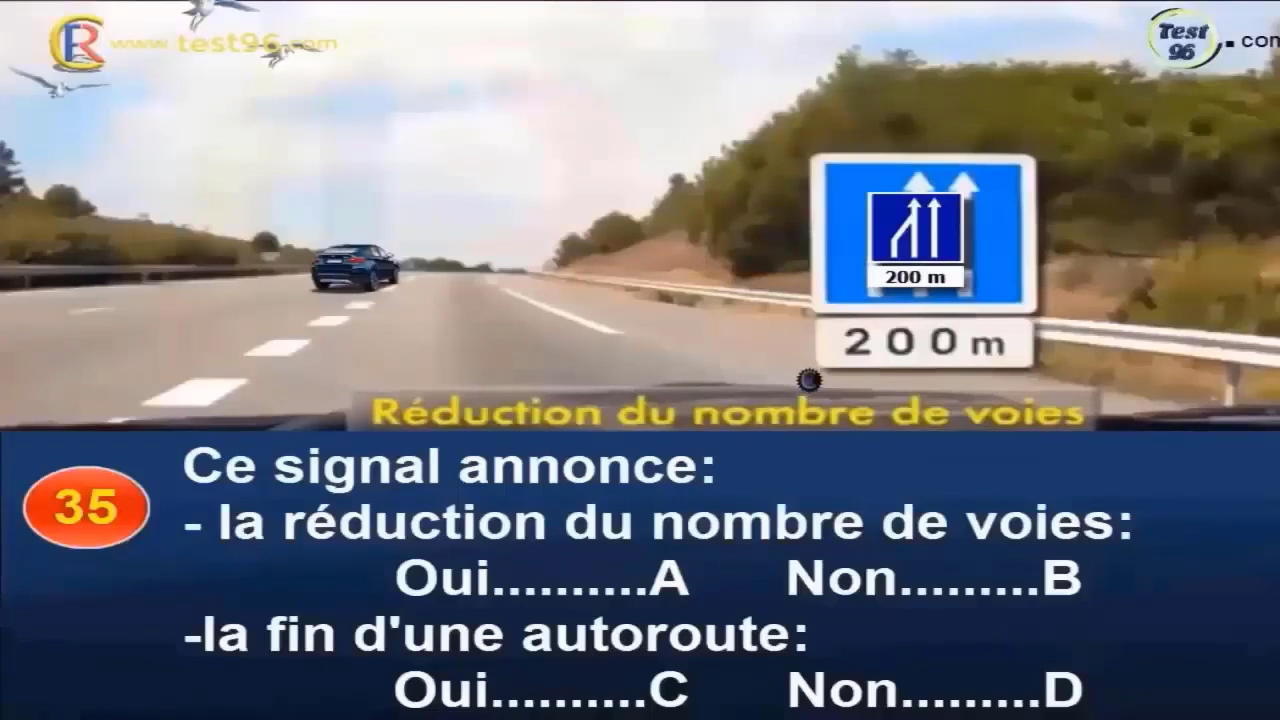 www.test96.com
Test
96 .com
200 m
200 m
Réduction du nombre de voies
35
Ce signal annonce:
- la réduction du nombre de voies:
Oui..........A Non.........B
-la fin d'une autoroute:
Oui..........C Non.........D